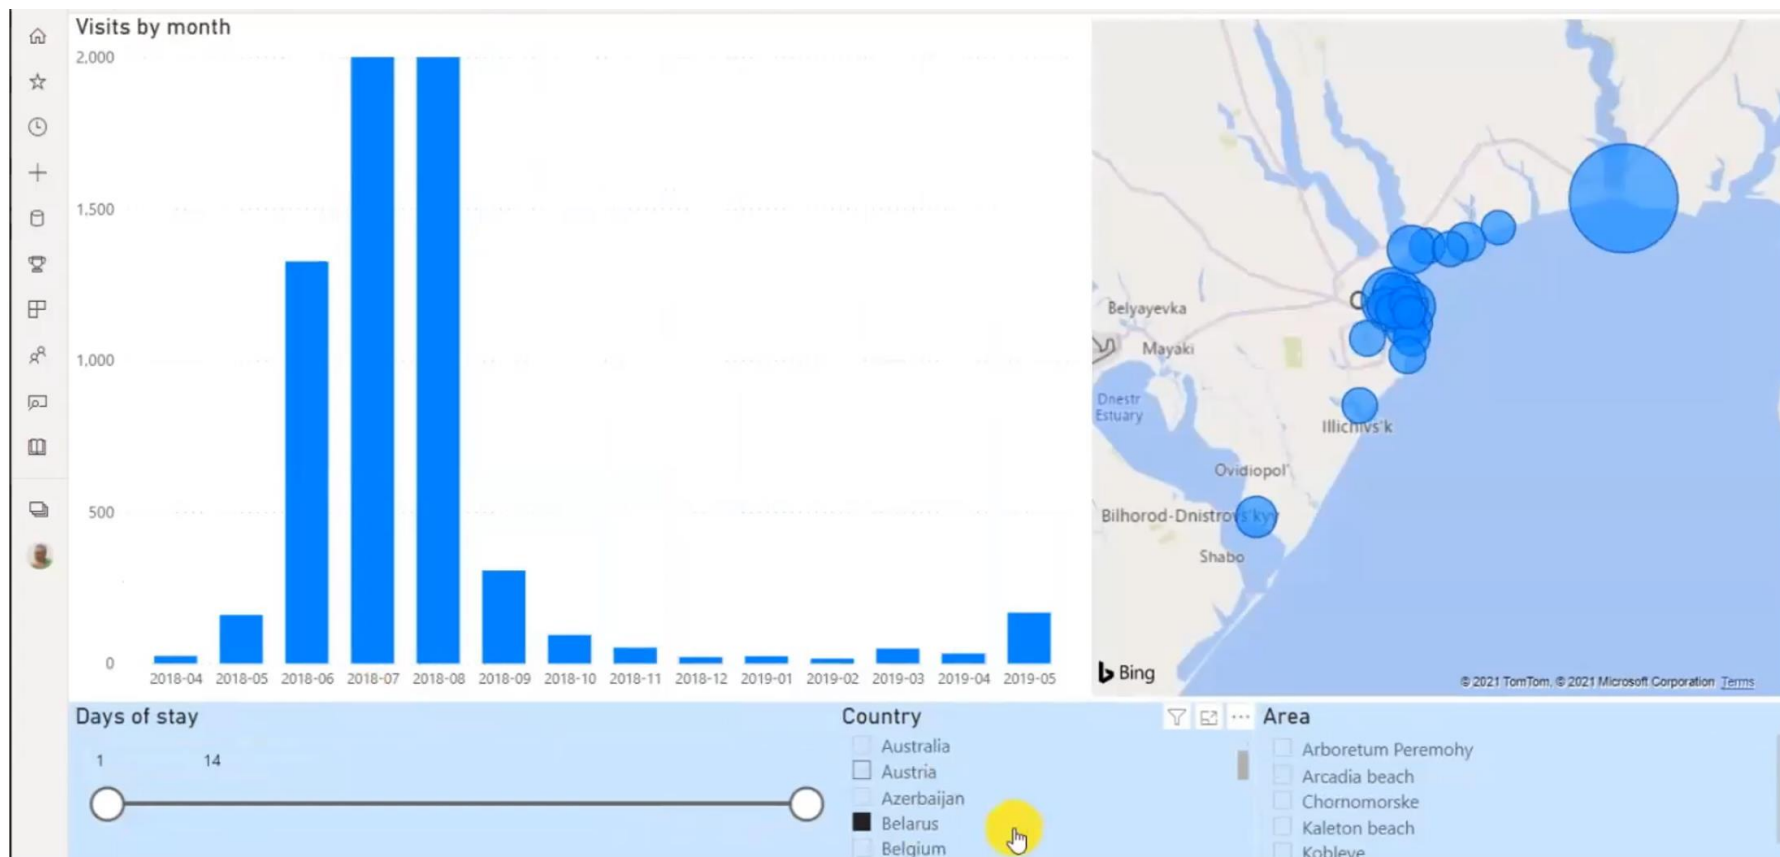 Visits by month
2,000
1,500
1,000
500
0
2018-04 2018-05 2018-06 2018-07 2018-08 2018-09 2018-10 2018-11 2018-12 2019-01 2019-02 2019-03 2019-04 2019-05
Belyayevka
Mayaki
Dnestr
Estuary
Illichivs'k
Ovidiopol'
Bilhorod-Dnistrovs'kyy
Shabo
Bing
© 2021 TomTom, © 2021 Microsoft Corporation Terms
Days of stay
1 14
Country
Australia
Austria
Azerbaijan
Belarus
Belgium
Area
Arboretum Peremohy
Arcadia beach
Chornomorske
Kaleton beach
Kobleve